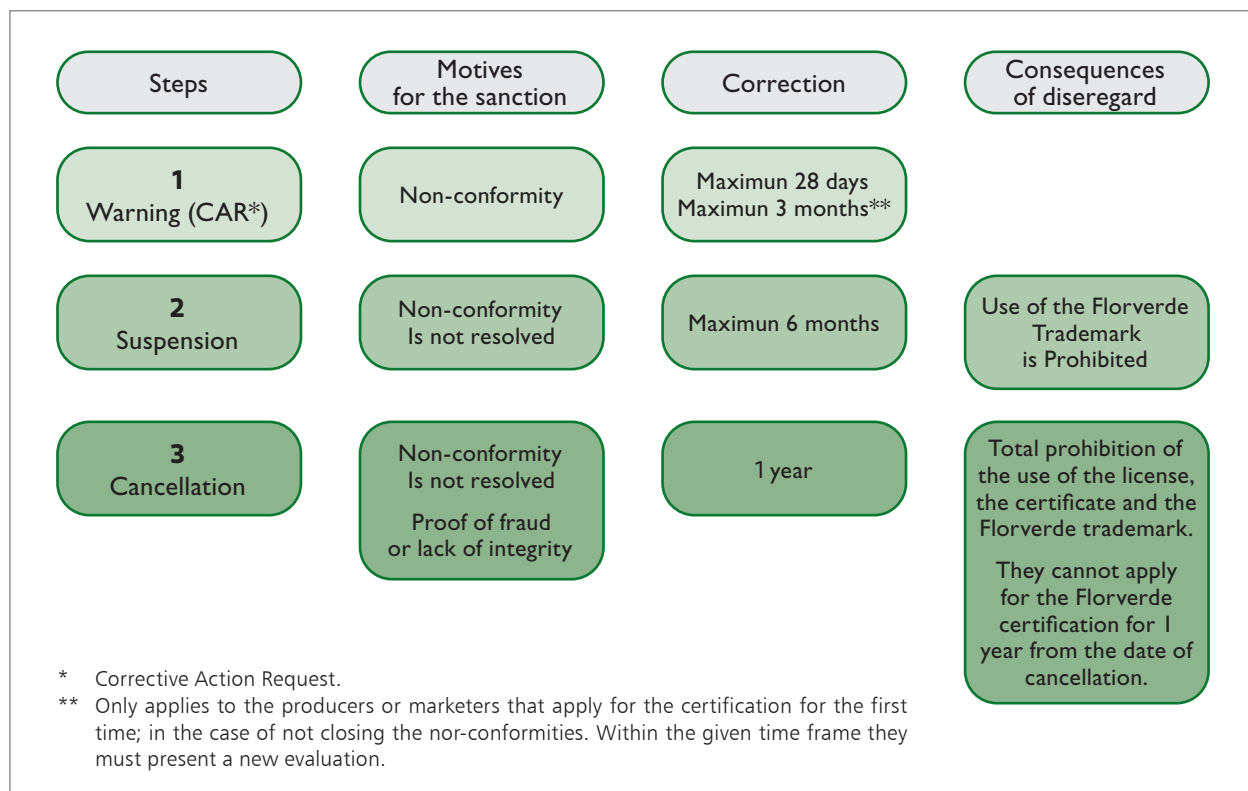 Steps
Motives
for the sanction
Correction
Consequences
of diseregard
1
Warning (CAR*)
Non-conformity
Maximun 28 days
Maximun 3 months**
2
Suspension
Non-conformity
Is not resolved
Maximun 6 months
Use of the Florverde
Trademark
is Prohibited
3
Cancellation
Non-conformity
Is not resolved
Proof of fraud
or lack of integrity
1 year
Total prohibition of
the use of the license,
the certificate and the
Florverde trademark.
They cannot apply
for the Florverde
certification for 1
year from the date of
cancellation.
* Corrective Action Request.
** Only applies to the producers or marketers that apply for the certification for the first
time; in the case of not closing the nor-conformities. Within the given time frame they
must present a new evaluation.